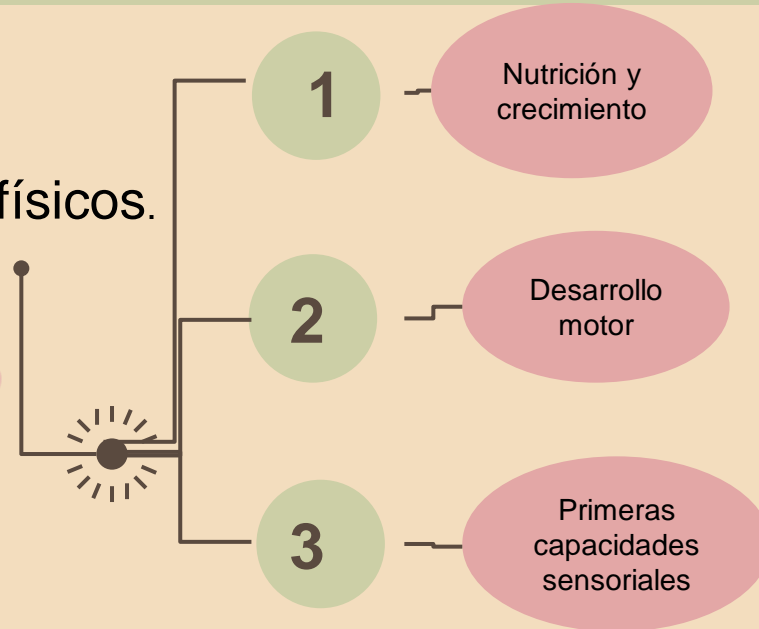 físicos.
1
Nutrición y
crecimiento
2
Desarrollo
motor
3
Primeras
capacidades
sensoriales